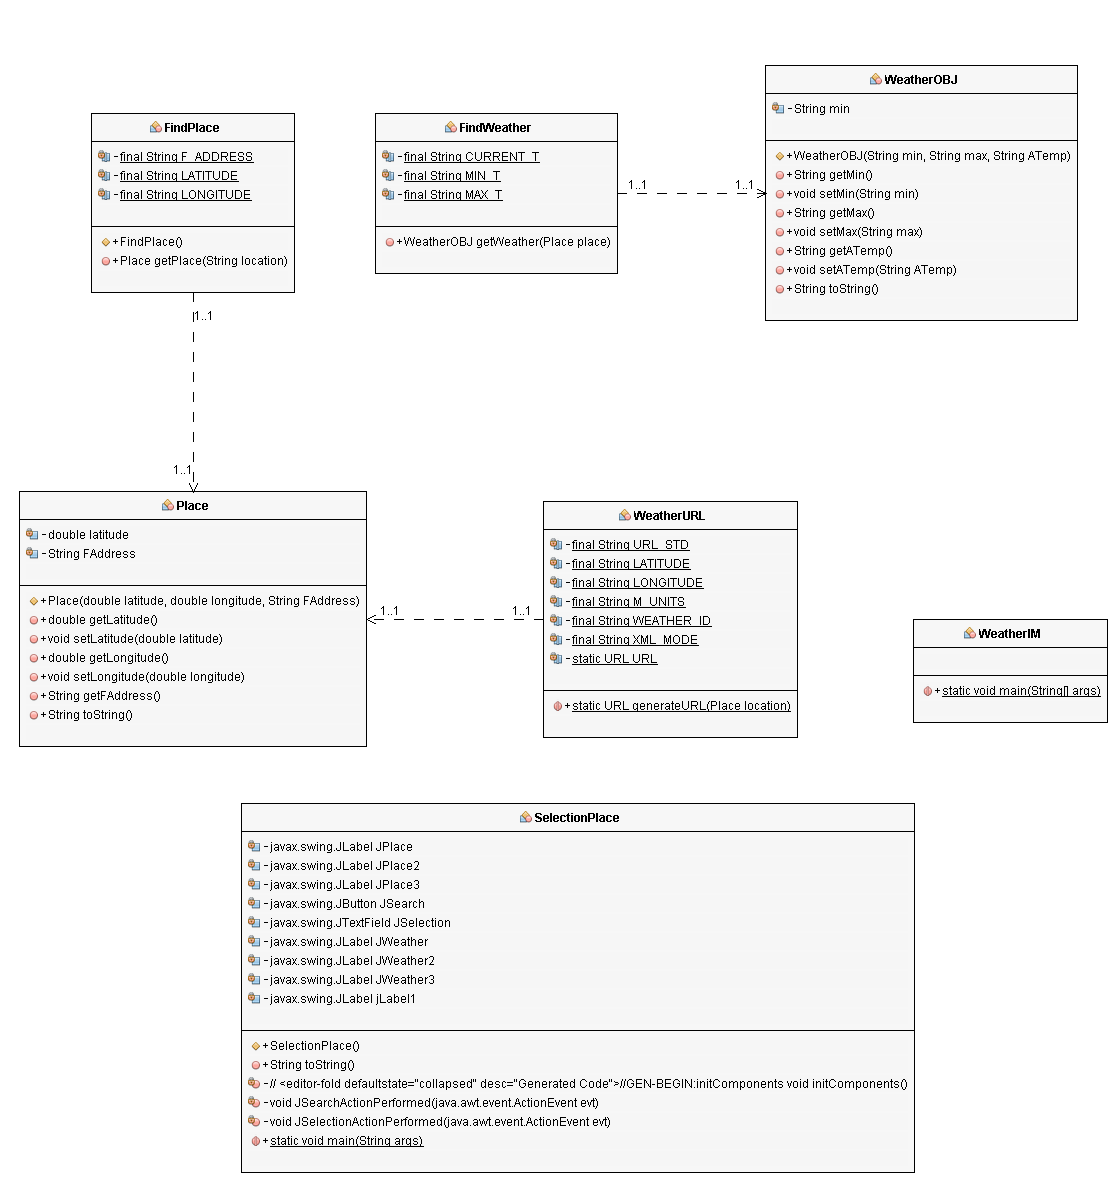 WeatherOBJ
-String min
+WeatherOBJ(String min, String max, String ATemp)
+String getMin()
+void setMin(String min)
+String getMax()
+void setMax(String max)
+String getATemp()
+void setATemp(String ATemp)
+String toString()
FindPlace
-final String F_ADDRESS
-final String LATITUDE
-final String LONGITUDE
+FindPlace()
+Place getPlace(String location)
FindWeather
-final String CURRENT_T
-final String MIN_T
-final String MAX_T
+WeatherOBJ getWeather(Place place)
1..1
1..1
1..1
1..1
Place
-double latitude
-String FAddress
+Place(double latitude, double longitude, String FAddress)
+double getLatitude()
+void setLatitude(double latitude)
+double getLongitude()
+void setLongitude(double longitude)
+String getFAddress()
+String toString()
1..1
1..1
WeatherURL
-final String URL_STD
-final String LATITUDE
-final String LONGITUDE
-final String M_UNITS
-final String WEATHER_ID
-final String XML_MODE
-static URL URL
+static URL generateURL(Place location)
WeatherIM
+static void main(String[] args)
SelectionPlace
-javax.swing.JLabel JPlace
-javax.swing.JLabel JPlace2
-javax.swing.JLabel JPlace3
-javax.swing.JButton JSearch
-javax.swing.JTextField JSelection
-javax.swing.JLabel JWeather
-javax.swing.JLabel JWeather2
-javax.swing.JLabel JWeather3
-javax.swing.JLabel jLabel1
+SelectionPlace()
+String toString()
-// <editor-fold defaultstate="collapsed" desc="Generated Code">//GEN-BEGIN:initComponents void initComponents()
-void JSearchActionPerformed(java.awt.event.ActionEvent evt)
-void JSelectionActionPerformed(java.awt.event.ActionEvent evt)
+static void main(String args)